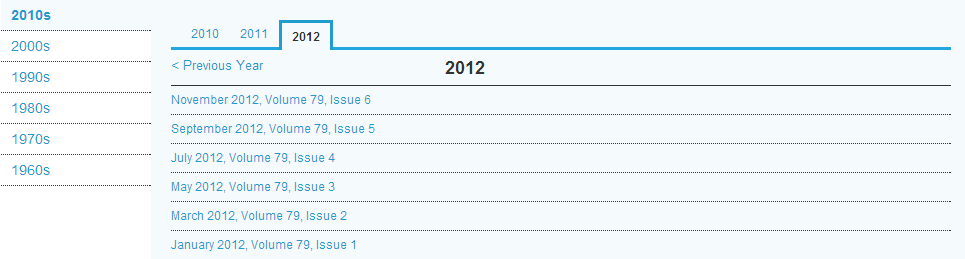 2010s
2000s
1990s
1980s
1970s
1960s
2010 2011 2012
< Previous Year 2012
November 2012, Volume 79, Issue 6
September 2012, Volume 79, Issue 5
July 2012, Volume 79, Issue 4
May 2012, Volume 79, Issue 3
March 2012, Volume 79, Issue 2
January 2012, Volume 79, Issue 1